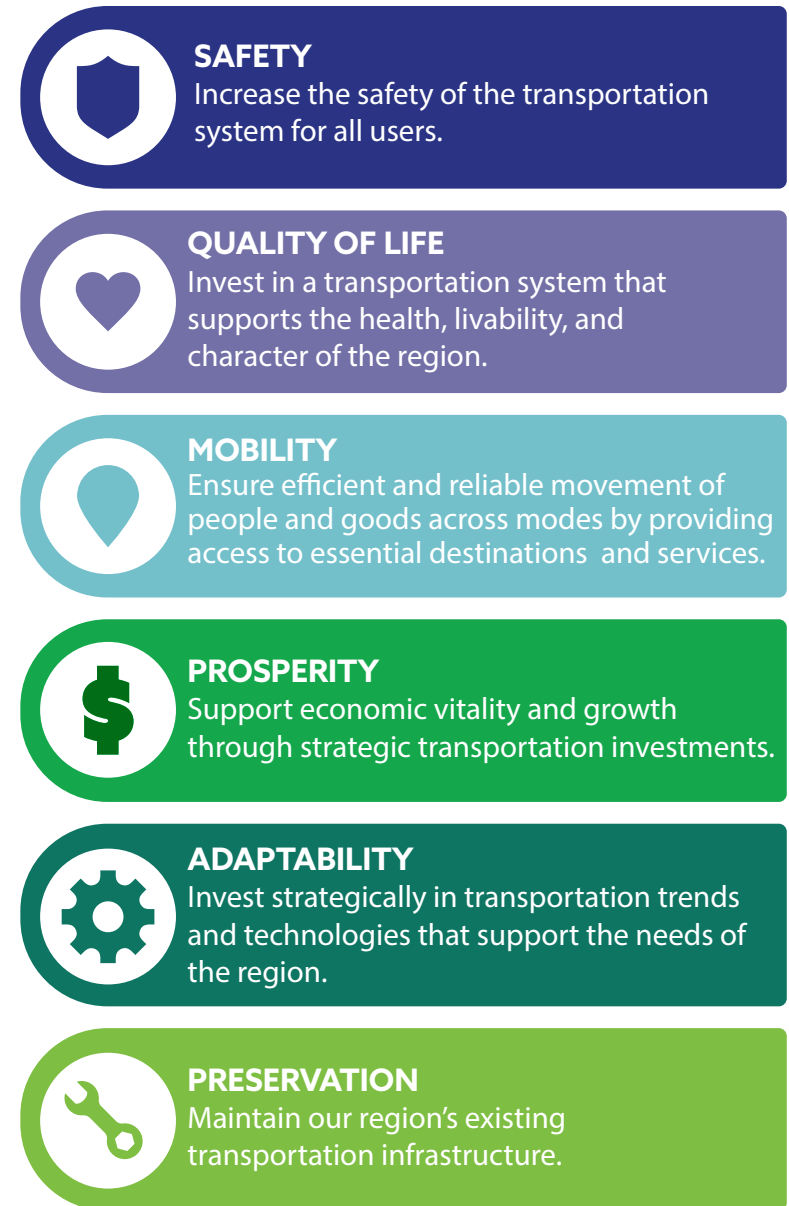 SAFETY
Increase the safety of the transportation
system for all users.
QUALITY OF LIFE
Invest in a transportation system that
supports the health, livability, and
character of the region.
MOBILITY
Ensure efficient and reliable movement of
people and goods across modes by providing
access to essential destinations  and services.
PROSPERITY
Support economic vitality and growth
through strategic transportation investments.
ADAPTABILITY
Invest strategically in transportation trends
and technologies that support the needs of
the region.
PRESERVATION
Maintain our region’s existing
transportation infrastructure.